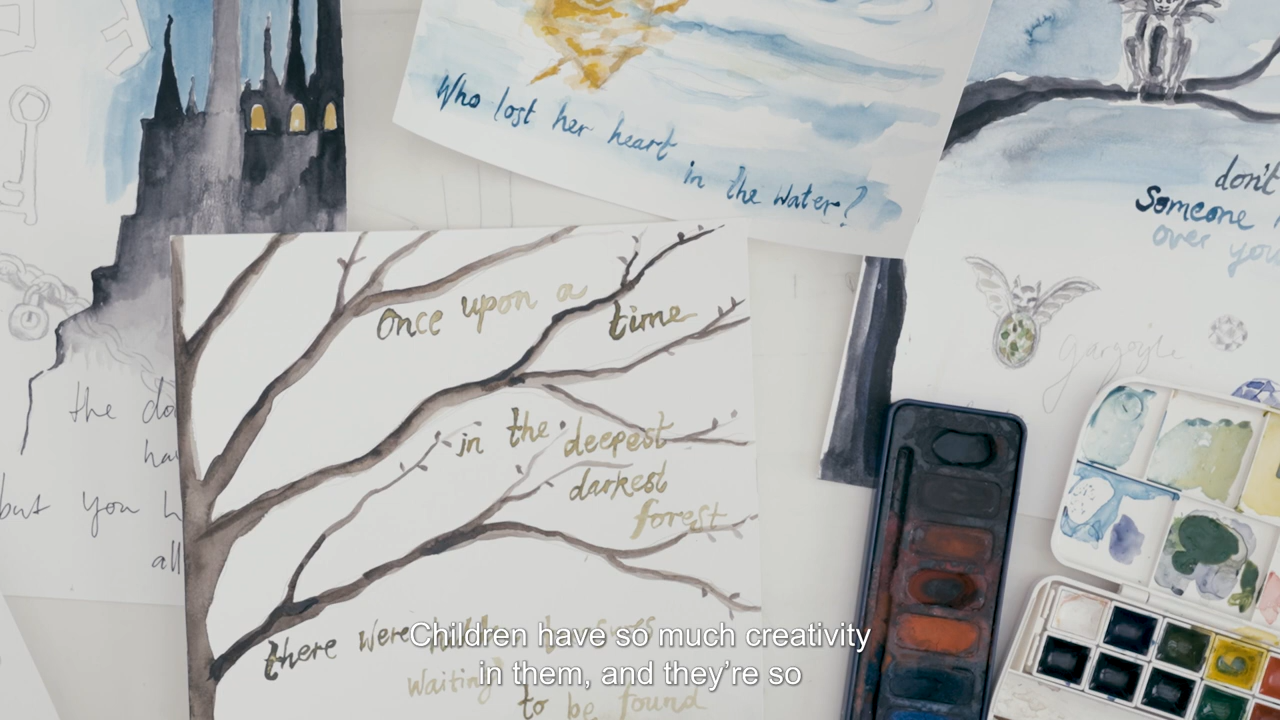 Who lost her heart
in the water?
don't
Someone
over you
gargoyle
once upon a
time
in the deepest
darkest
forest
the
but you
all
there were
waiting
to be found
Children have so much creativity
in them, and they're so